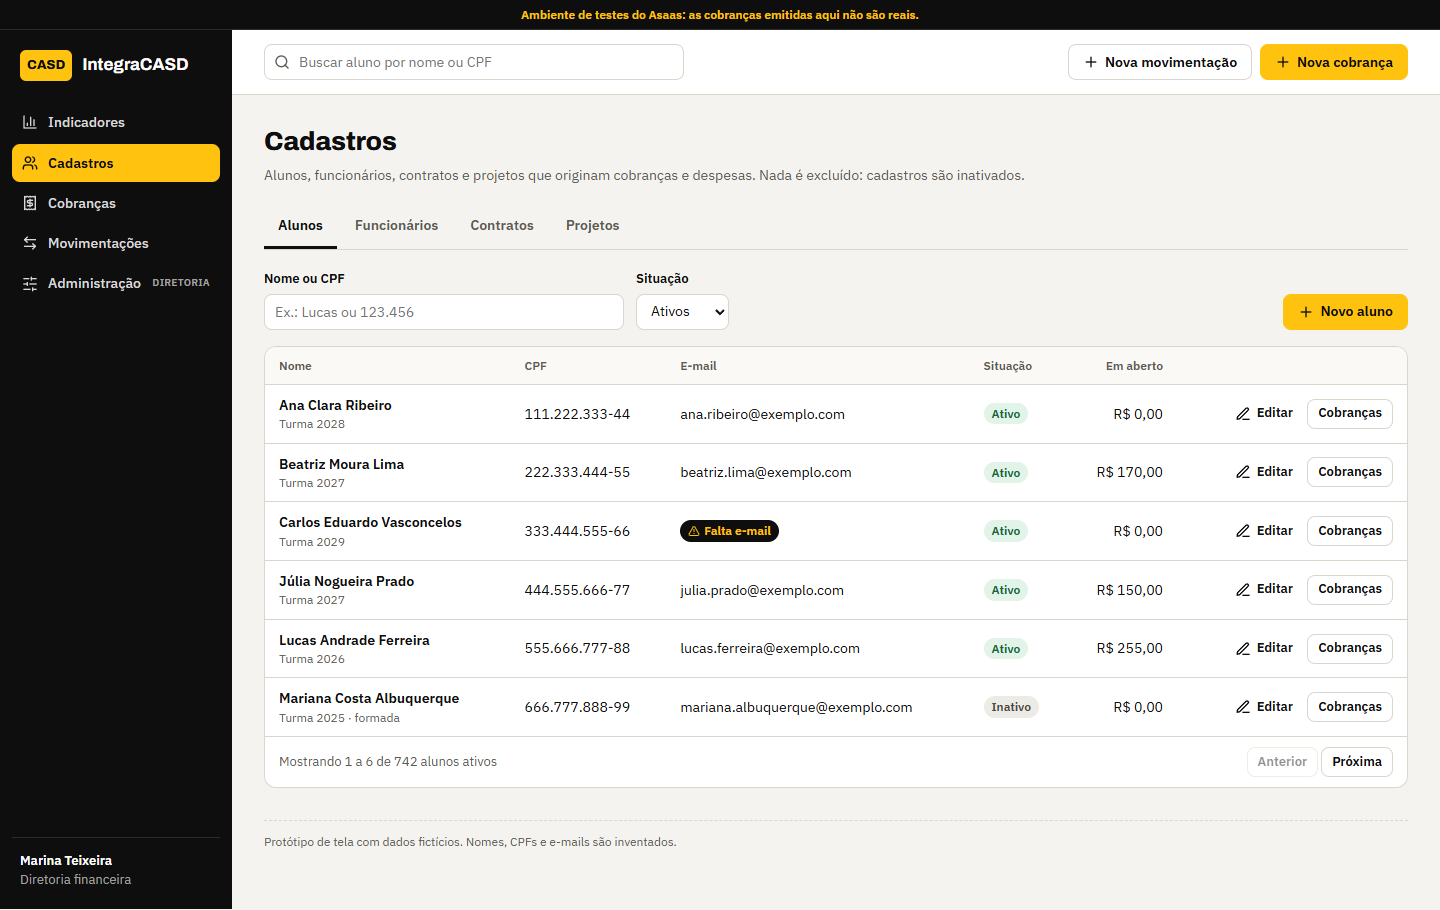 Ambiente de testes do Asaas: as cobranças emitidas aqui não são reais.
CASD IntegraCASD
Indicadores
Cadastros
Cobranças
Movimentações
Administração DIRETORIA
Marina Teixeira
Diretoria financeira
Buscar aluno por nome ou CPF
Nova movimentação
Nova cobrança
Cadastros
Alunos, funcionários, contratos e projetos que originam cobranças e despesas. Nada é excluído: cadastros são inativados.
Alunos Funcionários Contratos Projetos
Nome ou CPF Situação
Ex.: Lucas ou 123.456 Ativos Novo aluno
Nome CPF E-mail Situação Em aberto
Ana Clara Ribeiro
Turma 2028
111.222.333-44 ana.ribeiro@exemplo.com Ativo R$ 0,00 Editar Cobranças
Beatriz Moura Lima
Turma 2027
222.333.444-55 beatriz.lima@exemplo.com Ativo R$ 170,00 Editar Cobranças
Carlos Eduardo Vasconcelos
Turma 2029
333.444.555-66 Falta e-mail Ativo R$ 0,00 Editar Cobranças
Júlia Nogueira Prado
Turma 2027
444.555.666-77 julia.prado@exemplo.com Ativo R$ 150,00 Editar Cobranças
Lucas Andrade Ferreira
Turma 2026
555.666.777-88 lucas.ferreira@exemplo.com Ativo R$ 255,00 Editar Cobranças
Mariana Costa Albuquerque
Turma 2025 · formada
666.777.888-99 mariana.albuquerque@exemplo.com Inativo R$ 0,00 Editar Cobranças
Mostrando 1 a 6 de 742 alunos ativos Anterior Próxima
Protótipo de tela com dados fictícios. Nomes, CPFs e e-mails são inventados.